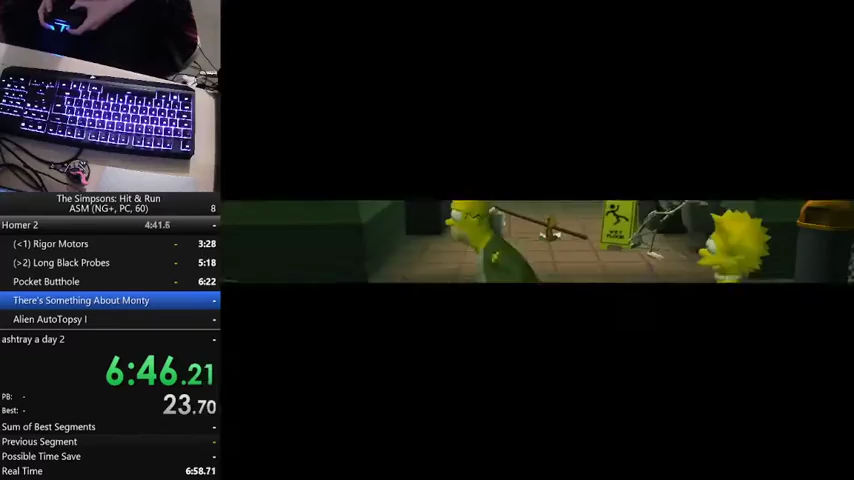 The Simpsons: Hit & Run
ASM (NG+, PC, 60) 8
Homer 2 4:41.6 -
(<1) Rigor Motors - 3:28
(>2) Long Black Probes - 5:18
Pocket Butthole - 6:22
There's Something About Monty -
Alien AutoTopsy I -
ashtray a day 2 -
6:46.21
PB: -
23.70
Best: -
Sum of Best Segments -
Previous Segment -
Possible Time Save -
Real Time 6:58.71